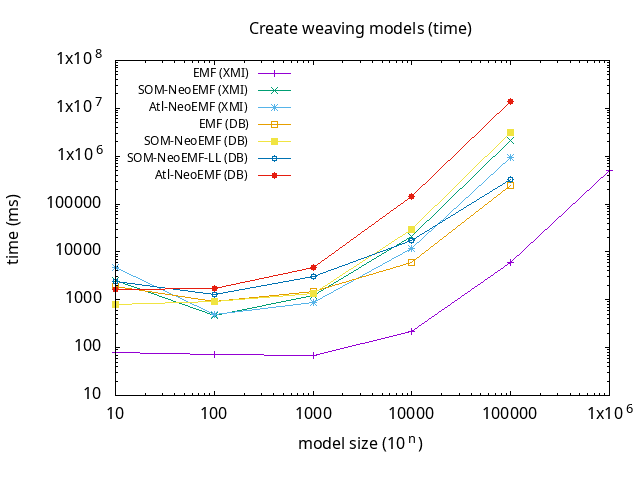 Create weaving models (time)
1x10^8
1x10^7
1x10^6
100000
10000
1000
100
10
time (ms)
EMF (XMI)
SOM-NeoEMF (XMI)
Atl-NeoEMF (XMI)
EMF (DB)
SOM-NeoEMF (DB)
SOM-NeoEMF-LL (DB)
Atl-NeoEMF (DB)
10 100 1000 10000 100000 1x10^6
model size (10^n)